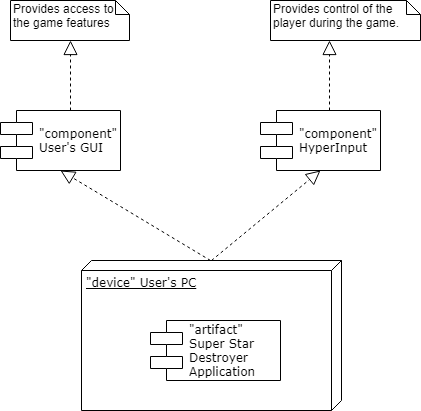 Provides access to
the game features
Provides control of the
player during the game.
"component"
User's GUI
"component"
HyperInput
"device" User's PC
"artifact"
Super Star
Destroyer
Application